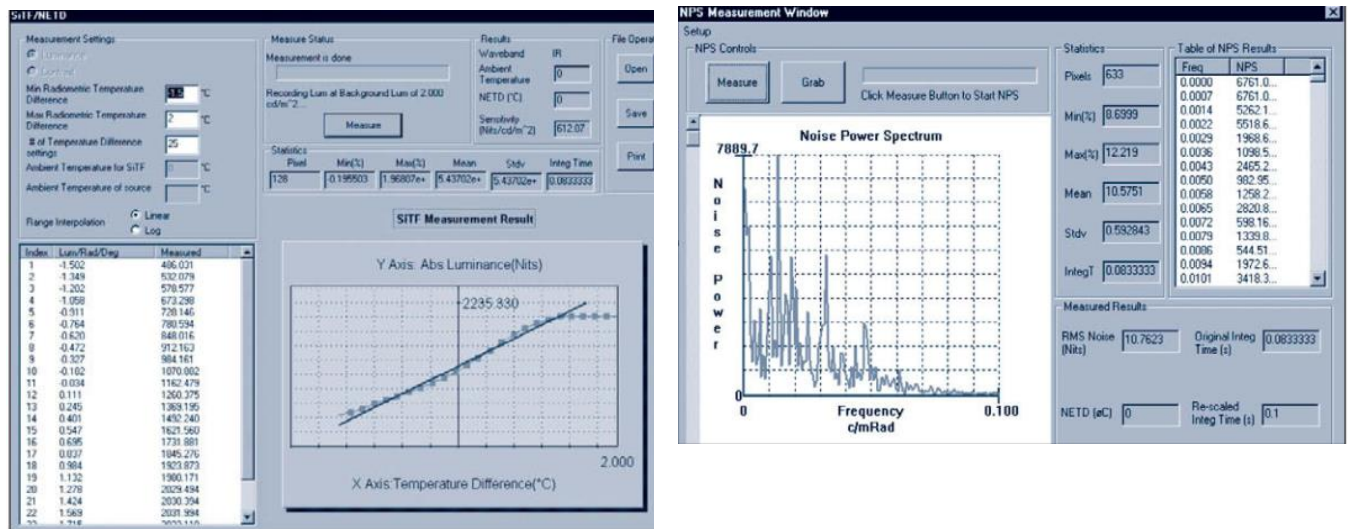 SiTF/NETD
Measurement Settings
Luminance
Contrast
Min Radiometric Temperature
Difference
-1.5 °C
Max Radiometric Temperature
Difference
2 °C
# of Temperature Difference
settings
25
Ambient Temperature for SiTF
0 °C
Ambient Temperature of source
°C
Range Interpolation
Linear
Log
Measure Status
Measurement is done
Recording Lum at Background Lum of 2.000
cd/m^2...
Measure
Results
Waveband IR
Ambient
Temperature
0
NETD (°C) 0
Sensitivity
(Nits/cd/m^2)
612.07
File Operat
Open
Save
Print
Statistics
Pixel Min(%) Max(%) Mean Stdv Integ Time
128 -0.195503 1.96807e+ 5.43702e+ 5.43702e+ 0.0833333
Index Lum/Rad/Deg Measured
1 -1.502 486.031
2 -1.349 532.079
3 -1.202 578.577
4 -1.058 673.298
5 -0.911 728.146
6 -0.764 780.594
7 -0.620 848.016
8 -0.472 912.163
9 -0.327 984.161
10 -0.182 1070.802
11 -0.034 1162.479
12 0.111 1260.375
13 0.245 1369.195
14 0.401 1492.240
15 0.547 1621.560
16 0.695 1731.881
17 0.837 1845.276
18 0.984 1923.873
19 1.132 1980.171
20 1.278 2029.494
21 1.424 2030.394
22 1.569 2031.994
SiTF Measurement Result
Y Axis: Abs Luminance(Nits)
2235.330
2.000
X Axis:Temperature Difference(°C)
NPS Measurement Window
Setup
NPS Controls
Measure
Grab
Click Measure Button to Start NPS
Noise Power Spectrum
7889.7
Noise Power
0
0
Frequency
c/mRad
0.100
Statistics
Pixels 633
Min(%) 8.6999
Max(%) 12.219
Mean 10.5751
Stdv 0.592843
IntegT 0.0833333
Table of NPS Results
Freq NPS
0.0000 6761.0...
0.0007 6761.0...
0.0014 5262.1...
0.0022 5518.6...
0.0029 1968.6...
0.0036 1098.5...
0.0043 2465.2...
0.0050 982.95...
0.0058 1258.2...
0.0065 2820.8...
0.0072 598.16...
0.0079 1339.8...
0.0086 544.51...
0.0094 1972.6...
0.0101 3418.3...
Measured Results
RMS Noise
(Nits)
10.7623
Original Integ
Time (s)
0.0833333
NETD (øC) 0
Re-scaled
Integ Time (s)
0.1